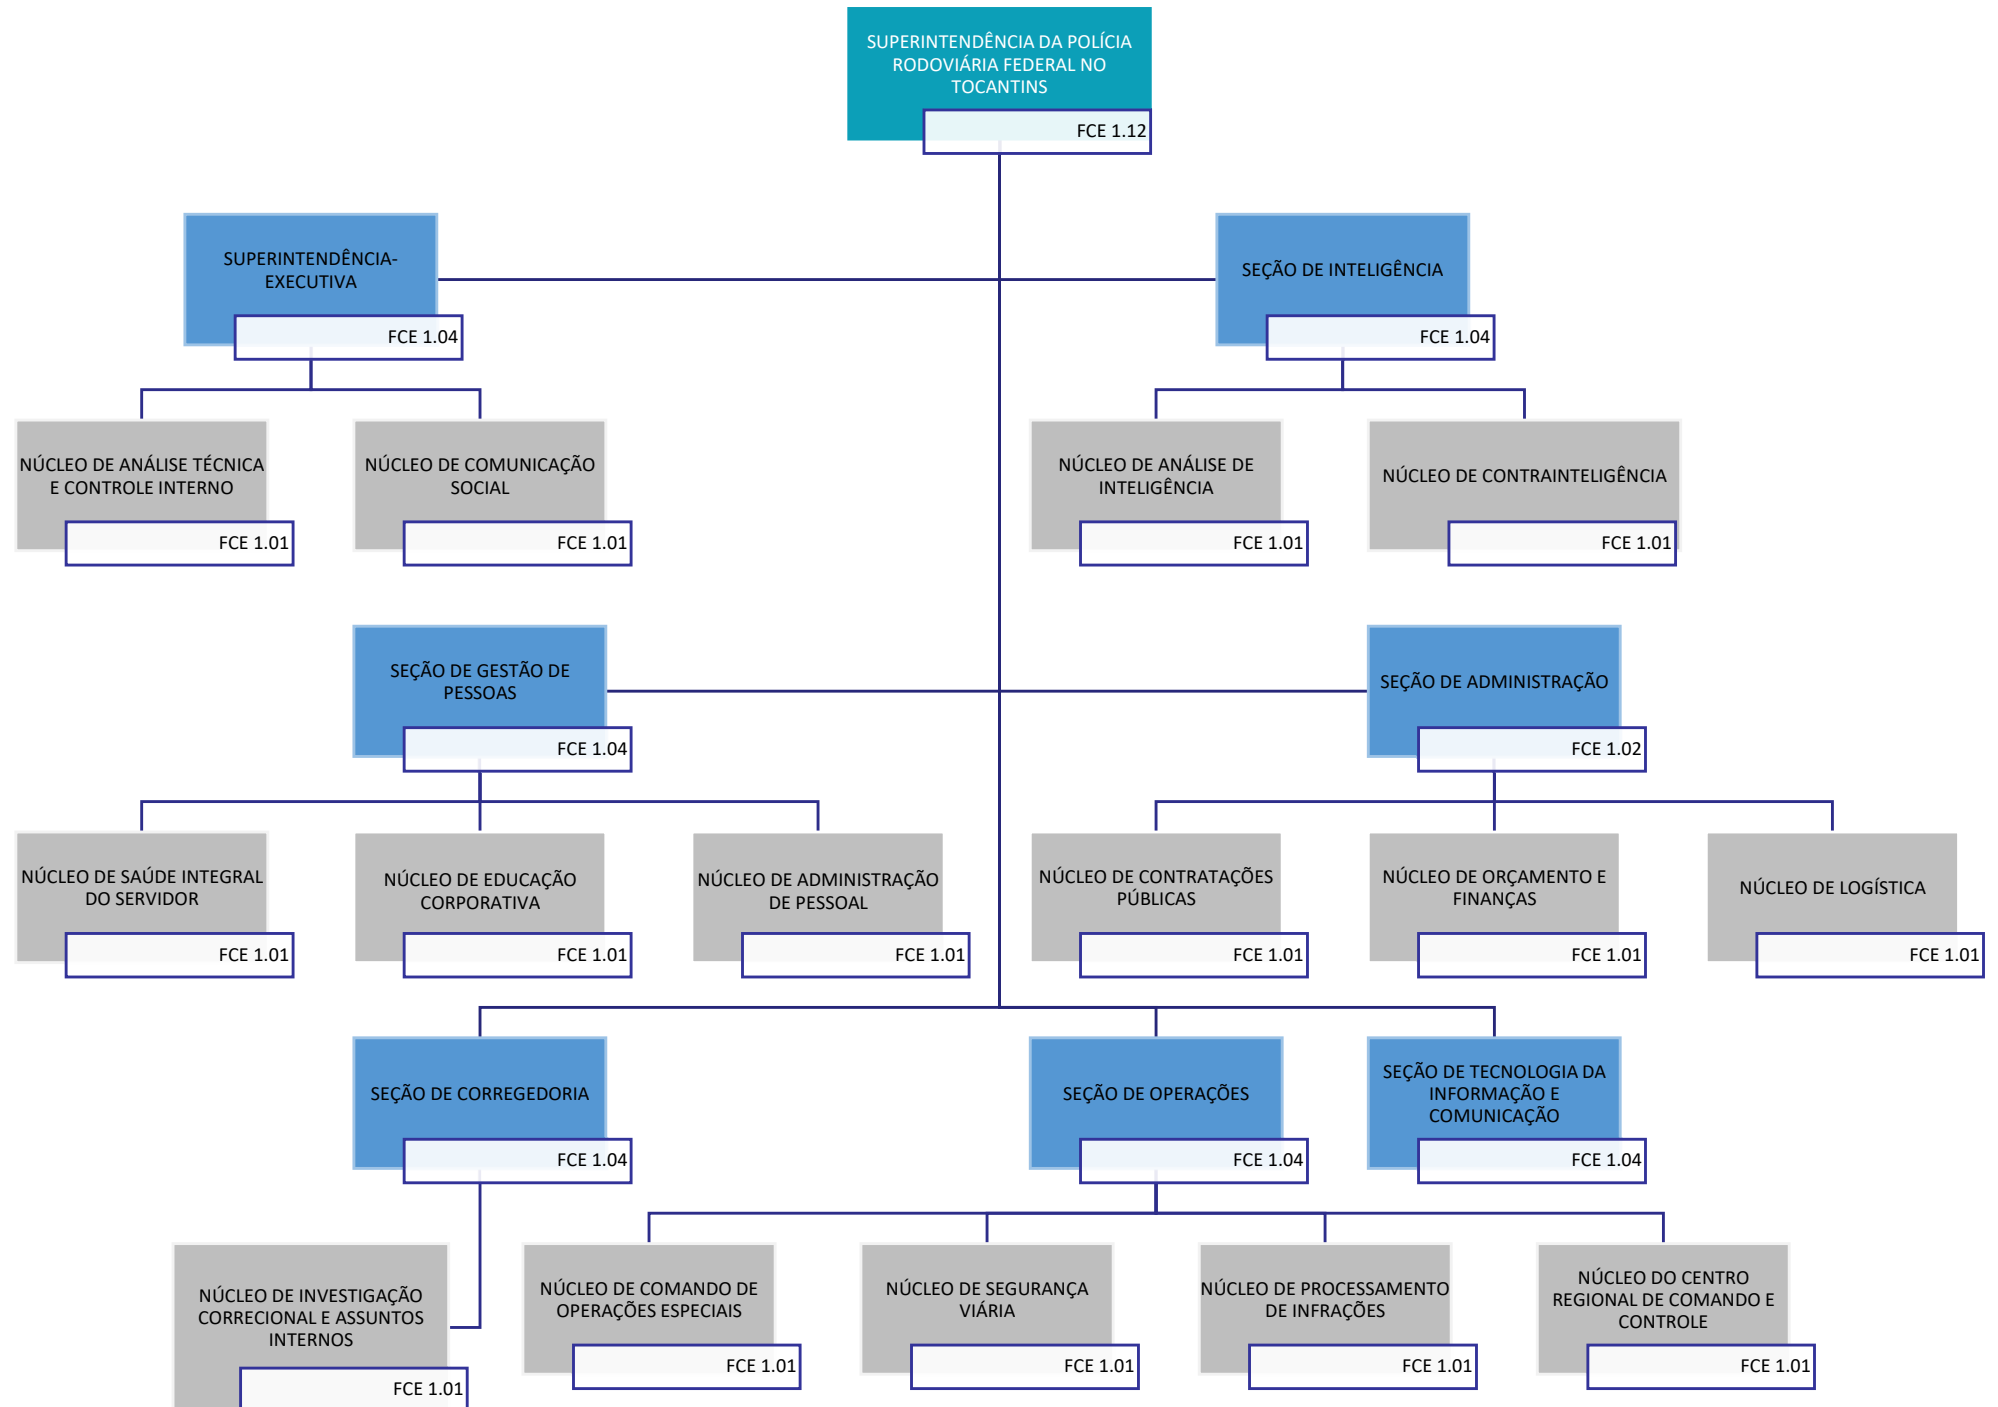 SUPERINTENDÊNCIA DA POLÍCIA
RODOVIÁRIA FEDERAL NO
TOCANTINS
FCE 1.12
SUPERINTENDÊNCIA-
EXECUTIVA
FCE 1.04
SEÇÃO DE INTELIGÊNCIA
FCE 1.04
NÚCLEO DE ANÁLISE TÉCNICA
E CONTROLE INTERNO
FCE 1.01
NÚCLEO DE COMUNICAÇÃO
SOCIAL
FCE 1.01
NÚCLEO DE ANÁLISE DE
INTELIGÊNCIA
FCE 1.01
NÚCLEO DE CONTRAINTELIGÊNCIA
FCE 1.01
SEÇÃO DE GESTÃO DE
PESSOAS
FCE 1.04
SEÇÃO DE ADMINISTRAÇÃO
FCE 1.02
NÚCLEO DE SAÚDE INTEGRAL
DO SERVIDOR
FCE 1.01
NÚCLEO DE EDUCAÇÃO
CORPORATIVA
FCE 1.01
NÚCLEO DE ADMINISTRAÇÃO
DE PESSOAL
FCE 1.01
NÚCLEO DE CONTRATAÇÕES
PÚBLICAS
FCE 1.01
NÚCLEO DE ORÇAMENTO E
FINANÇAS
FCE 1.01
NÚCLEO DE LOGÍSTICA
FCE 1.01
SEÇÃO DE CORREGEDORIA
FCE 1.04
SEÇÃO DE OPERAÇÕES
FCE 1.04
SEÇÃO DE TECNOLOGIA DA
INFORMAÇÃO E
COMUNICAÇÃO
FCE 1.04
NÚCLEO DE INVESTIGAÇÃO
CORRECIONAL E ASSUNTOS
INTERNOS
FCE 1.01
NÚCLEO DE COMANDO DE
OPERAÇÕES ESPECIAIS
FCE 1.01
NÚCLEO DE SEGURANÇA
VIÁRIA
FCE 1.01
NÚCLEO DE PROCESSAMENTO
DE INFRAÇÕES
FCE 1.01
NÚCLEO DO CENTRO
REGIONAL DE COMANDO E
CONTROLE
FCE 1.01